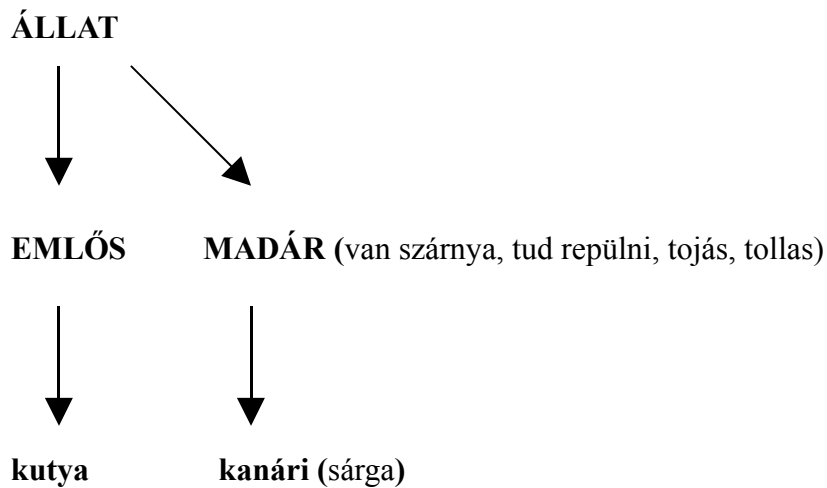 ÁLLAT
EMLŐS MADÁR (van szárnya, tud repülni, tojás, tollas)
kutya kanári (sárga)